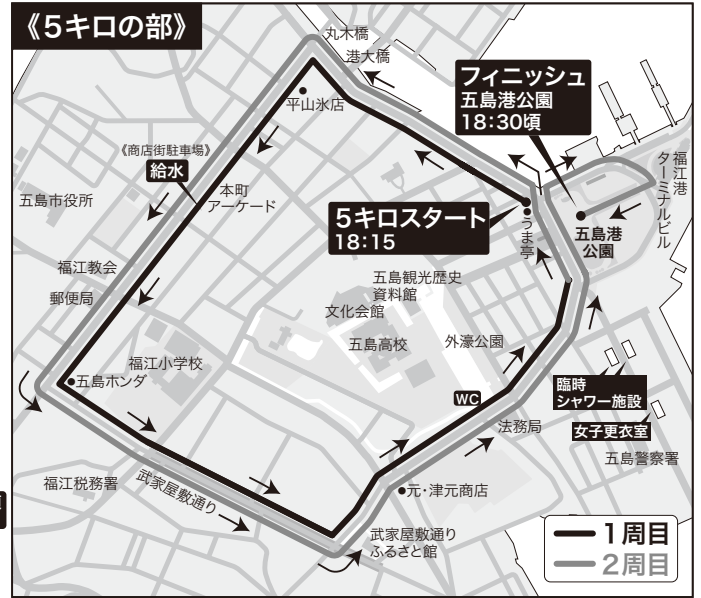 《5キロの部》
丸木橋
港大橋
平山氷店
フィニッシュ
五島港公園
18:30頃
福江港
ターミナルビル
《商店街駐車場》
給水
本町
アーケード
五島市役所
5キロスタート
18:15
うま亭
五島港
公園
福江教会
郵便局
五島観光歴史
資料館
文化会館
五島高校
外濠公園
福江小学校
五島ホンダ
WC
臨時
シャワー施設
法務局
女子更衣室
五島警察署
福江税務署
武家屋敷通り
元・津元商店
武家屋敷通り
ふるさと館
1周目
2周目